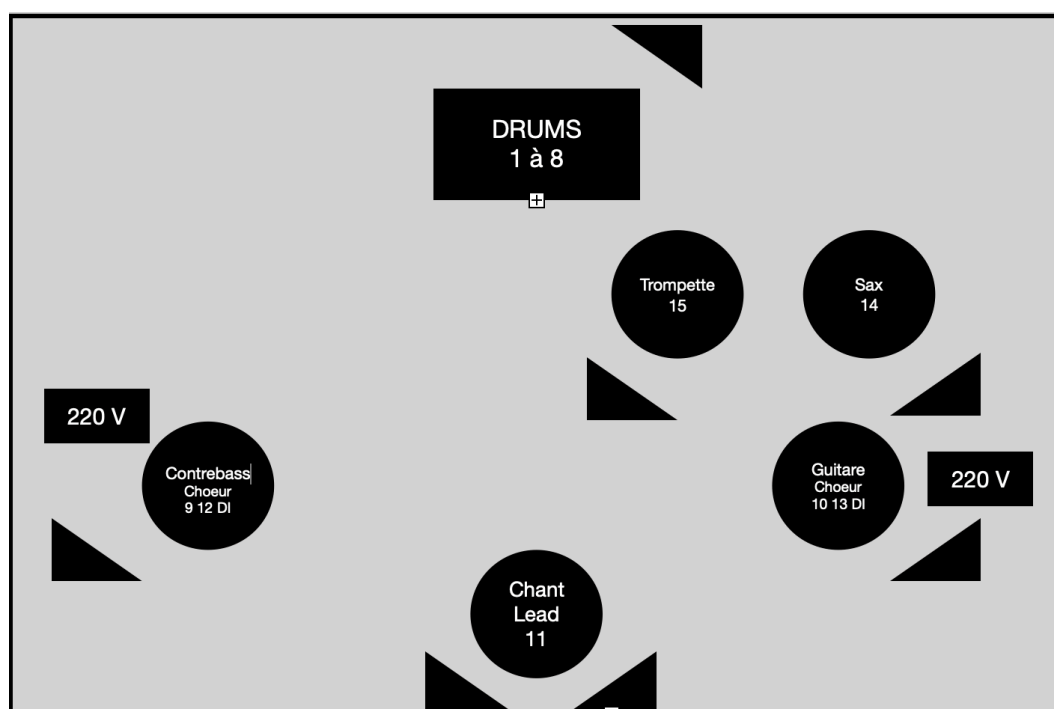 DRUMS
1 à 8
Trompette
15
Sax
14
220 V
Contrebass
Choeur
9 12 DI
Guitare
Choeur
10 13 DI
220 V
Chant
Lead
11